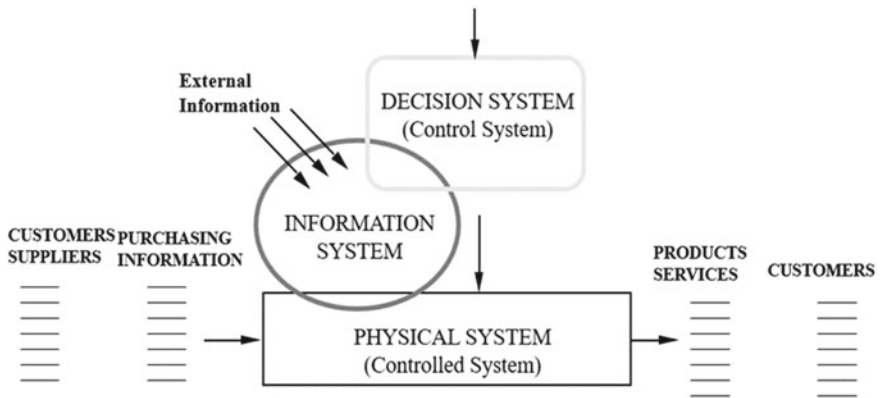 External
Information
DECISION SYSTEM
(Control System)
INFORMATION
SYSTEM
CUSTOMERS
SUPPLIERS
PURCHASING
INFORMATION
PRODUCTS
SERVICES
CUSTOMERS
PHYSICAL SYSTEM
(Controlled System)